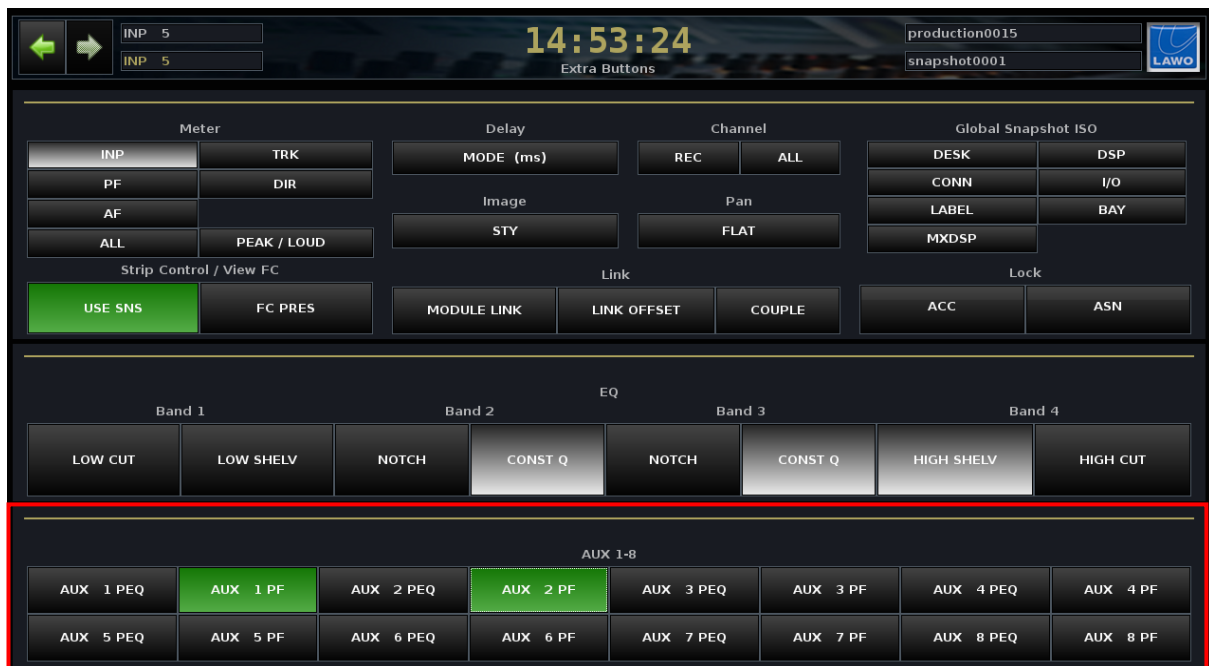 INP 5
14:53:24
production0015
INP 5
Extra Buttons
snapshot0001
LAWO
Meter
Delay
Channel
Global Snapshot ISO
INP
TRK
MODE (ms)
REC
ALL
DESK
DSP
PF
DIR
CONN
I/O
AF
Image
Pan
LABEL
BAY
ALL
PEAK / LOUD
STY
FLAT
MXDSP
Strip Control / View FC
Link
Lock
USE SNS
FC PRES
MODULE LINK
LINK OFFSET
COUPLE
ACC
ASN
EQ
Band 1
Band 2
Band 3
Band 4
LOW CUT
LOW SHELV
NOTCH
CONST Q
NOTCH
CONST Q
HIGH SHELV
HIGH CUT
AUX 1-8
AUX 1 PEQ
AUX 1 PF
AUX 2 PEQ
AUX 2 PF
AUX 3 PEQ
AUX 3 PF
AUX 4 PEQ
AUX 4 PF
AUX 5 PEQ
AUX 5 PF
AUX 6 PEQ
AUX 6 PF
AUX 7 PEQ
AUX 7 PF
AUX 8 PEQ
AUX 8 PF